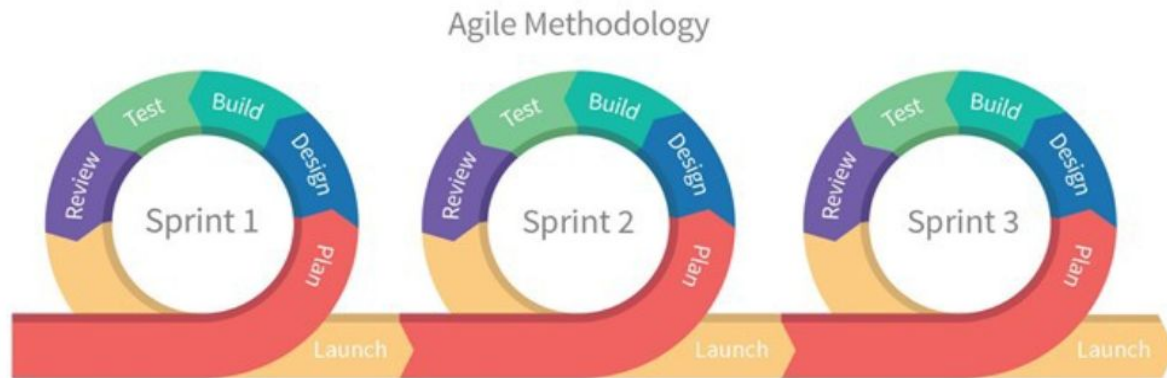 Agile Methodology
Test
Build
Review
Design
Sprint 1
Plan
Launch
Test
Build
Review
Design
Sprint 2
Plan
Launch
Test
Build
Review
Design
Sprint 3
Plan
Launch